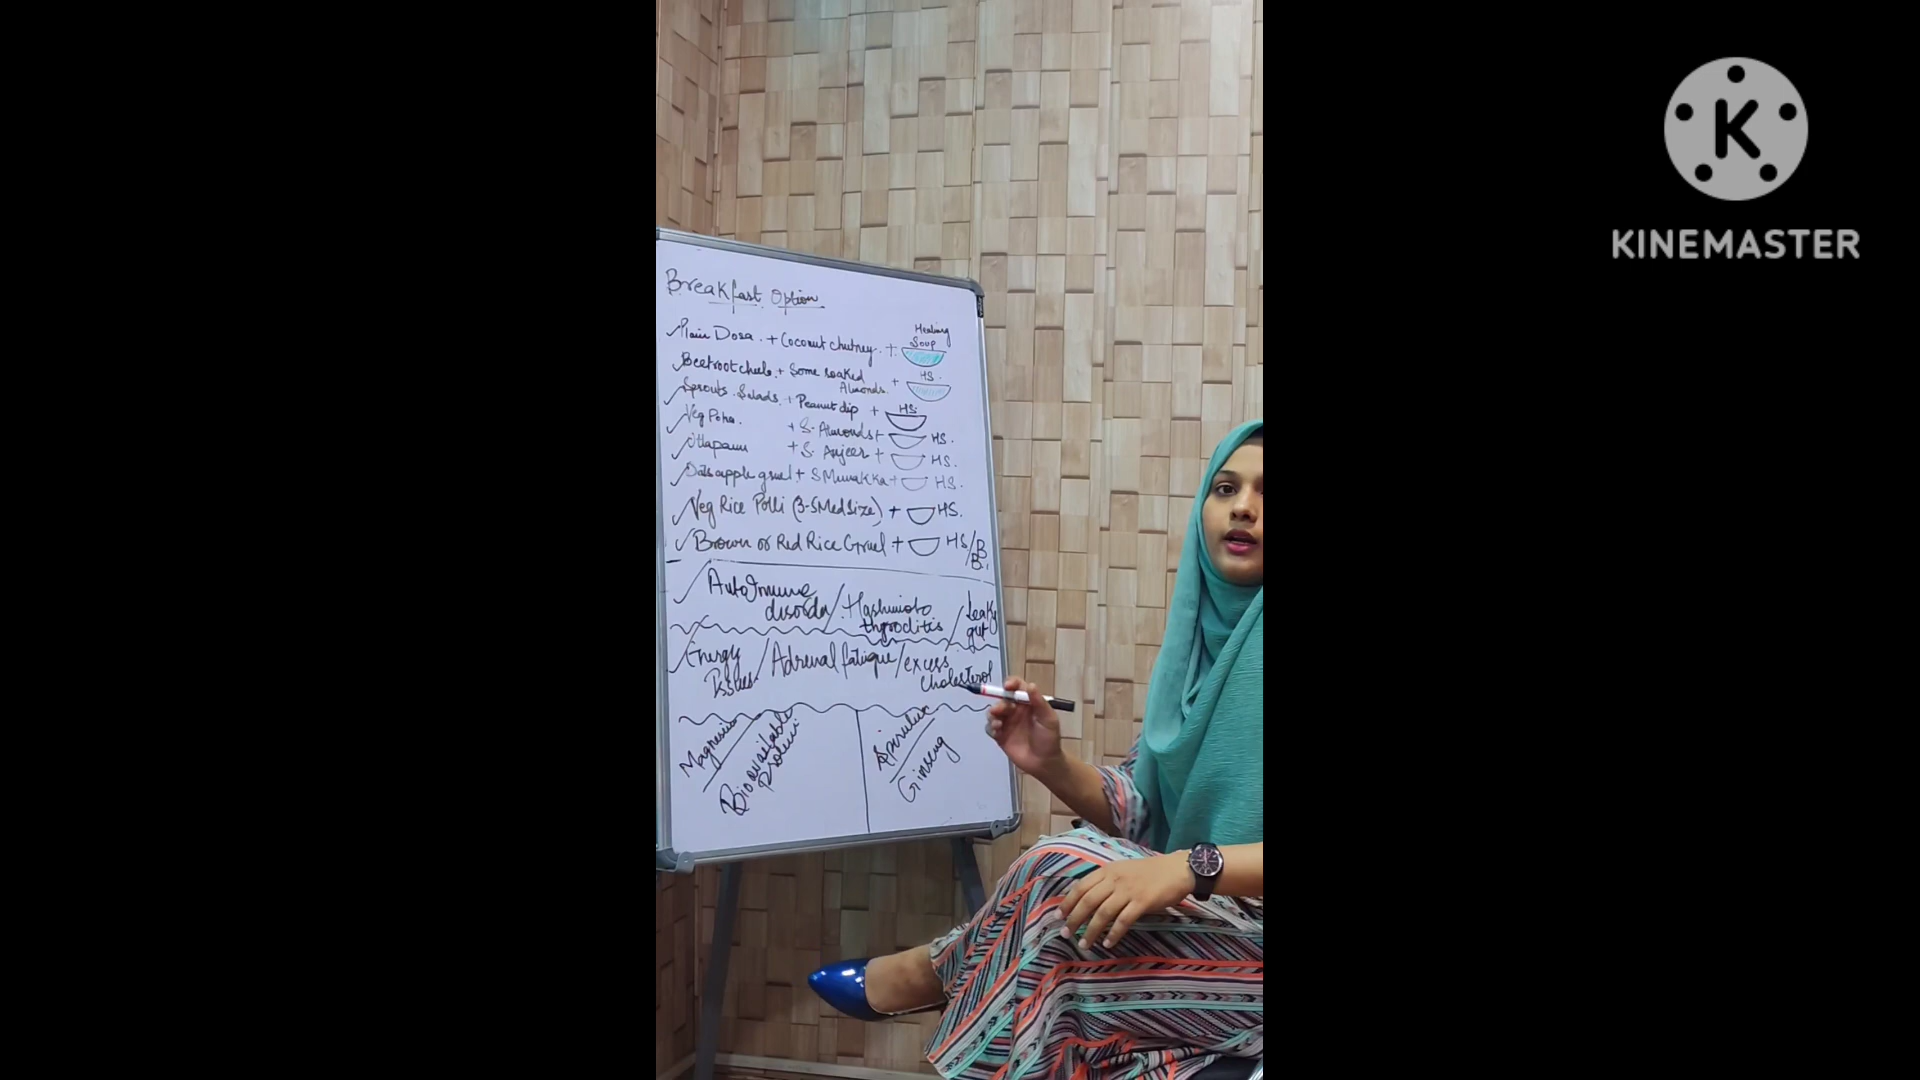 Breakfast Option
Plain Dosa + Coconut chutney + Healing Soup
Beetroot cheela + Some soaked Almonds + HS.
Sprouts Salads + Peanut dip + HS.
Veg Poha + S. Almonds + HS.
Uttapam + S. Anjeer + HS.
Oats apple gruel + S Munakka + HS.
Veg Rice Polli (3-5 Med Size) + HS.
Brown or Red Rice Gruel + HS/B
Autoimmune disorder / Hashimoto thyroditis / Leaky gut
Energy Issues / Adrenal fatigue / excess cholesterol
Magnesium
Bioavailable Protein
Spirulina
Ginseng
K
KINEMASTER